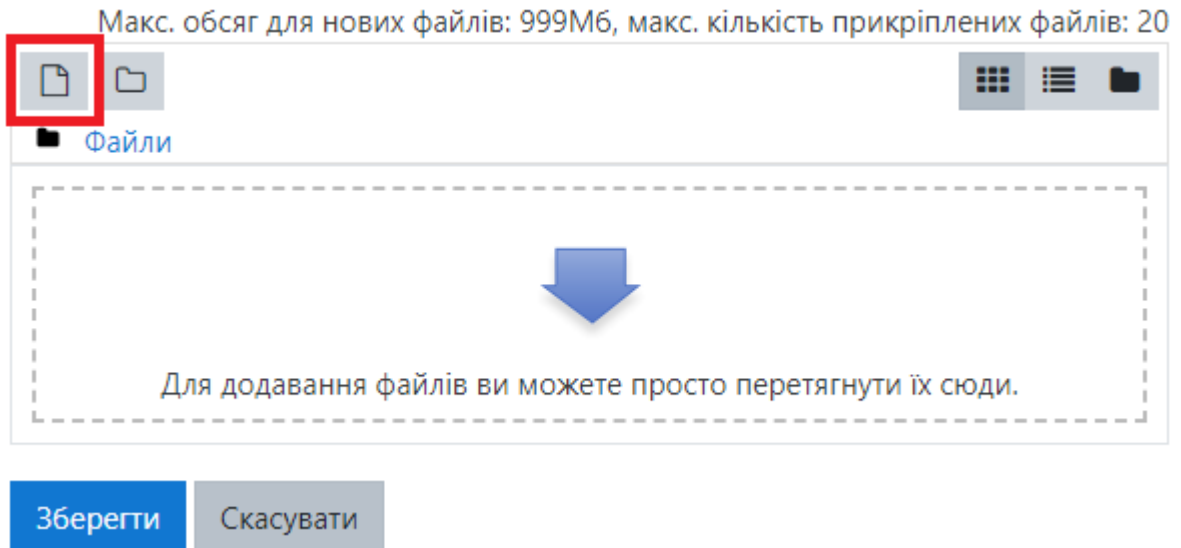 Макс. обсяг для нових файлів: 999Мб, макс. кількість прикріплених файлів: 20
Файли
Для додавання файлів ви можете просто перетягнути їх сюди.
Зберегти
Скасувати